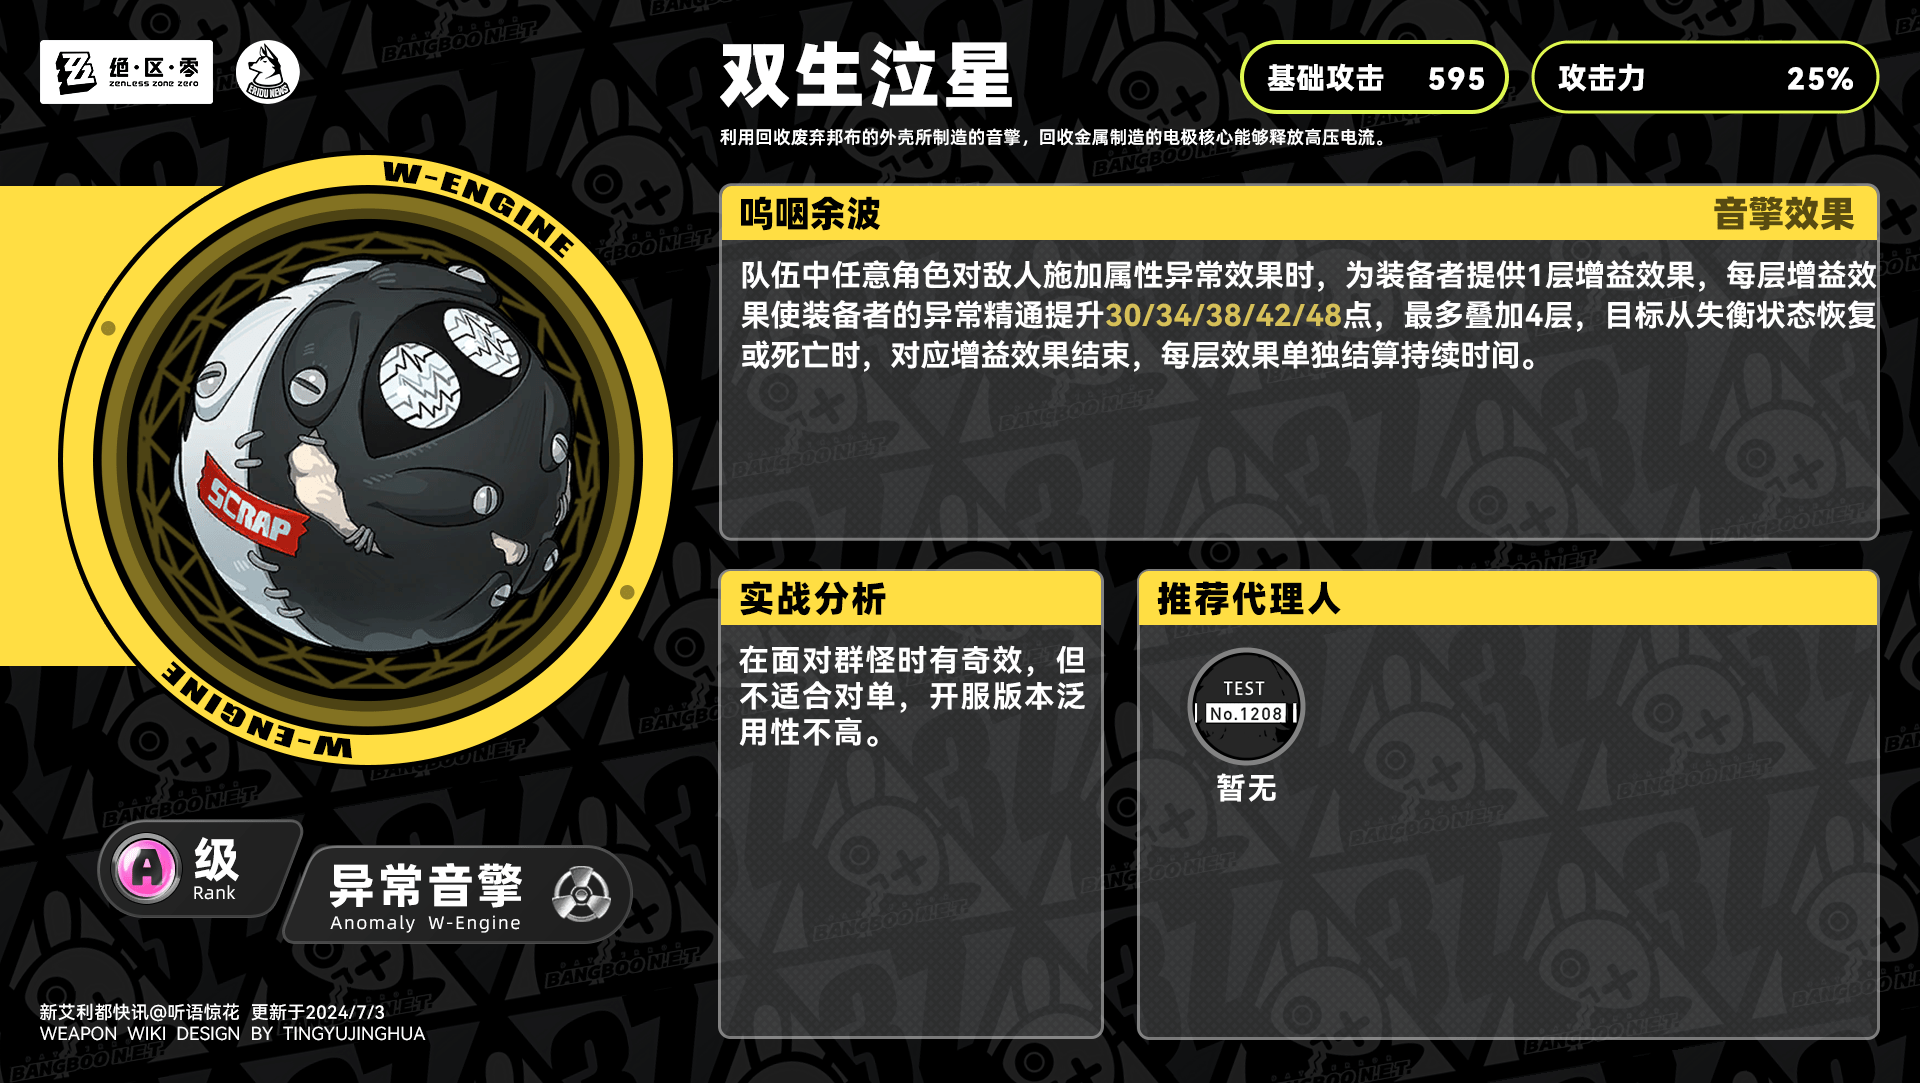 绝·区·零
ZENLESS ZONE ZERO
ERIDU NEWS
双生泣星
基础攻击 595
攻击力 25%
利用回收废弃邦布的外壳所制造的音擎，回收金属制造的电极核心能够释放高压电流。
W-ENGINE
SCRAP
W-ENGINE
呜咽余波 音擎效果
队伍中任意角色对敌人施加属性异常效果时，为装备者提供1层增益效果，每层增益效
果使装备者的异常精通提升30/34/38/42/48点，最多叠加4层，目标从失衡状态恢复
或死亡时，对应增益效果结束，每层效果单独结算持续时间。
实战分析
在面对群怪时有奇效，但
不适合对单，开服版本泛
用性不高。
推荐代理人
TEST
No.1208
暂无
A 级
Rank
异常音擎
Anomaly W-Engine
新艾利都快讯@听语惊花 更新于2024/7/3
WEAPON WIKI DESIGN BY TINGYUJINGHUA
BANGBOO N.E.T.